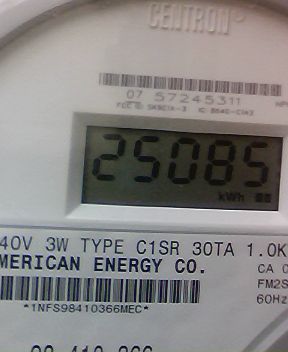 CENTRON®
07 57245311
25085
kWh
40V 3W TYPE C1SR 30TA 1.0K
MERICAN ENERGY CO.
CA 0
FM2S
*1NFS98410366MEC*
60Hz